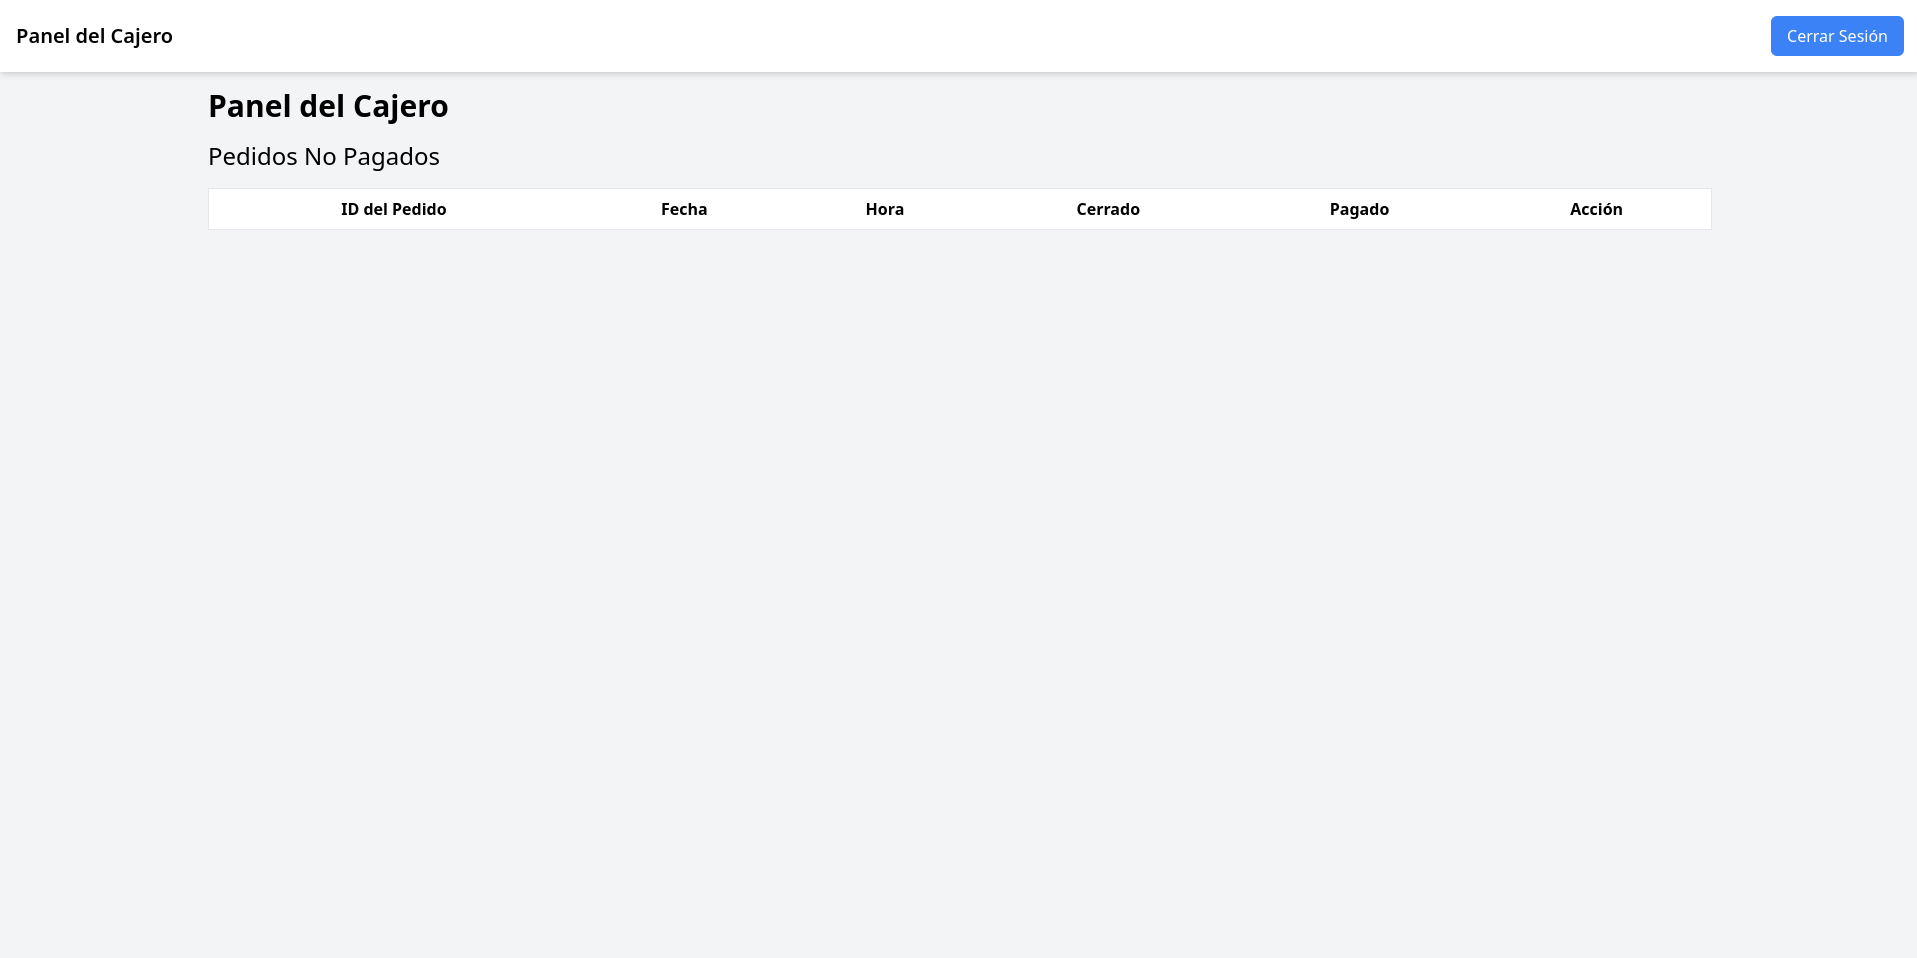 Panel del Cajero
Cerrar Sesión
Panel del Cajero
Pedidos No Pagados
ID del Pedido Fecha Hora Cerrado Pagado Acción